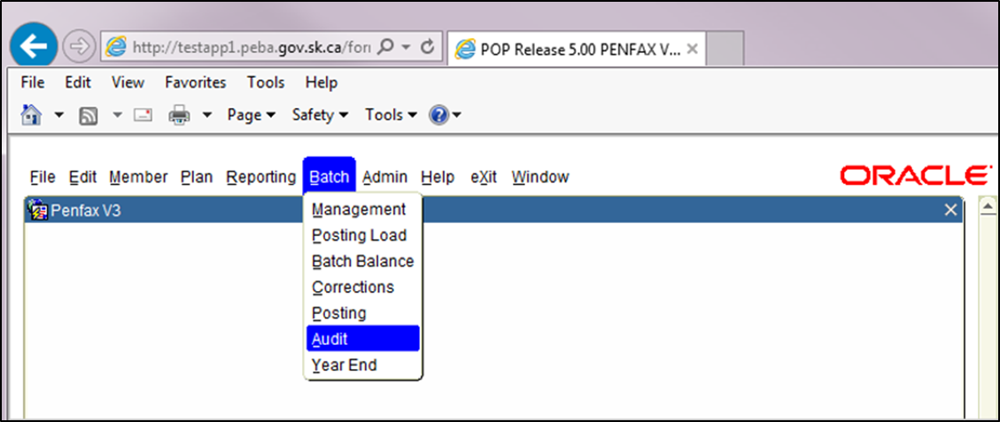 http://testapp1.peba.gov.sk.ca/for
POP Release 5.00 PENFAX V...
File Edit View Favorites Tools Help
Page Safety Tools
File Edit Member Plan Reporting Batch Admin Help eXit Window
ORACLE
Penfax V3
Management
Posting Load
Batch Balance
Corrections
Posting
Audit
Year End